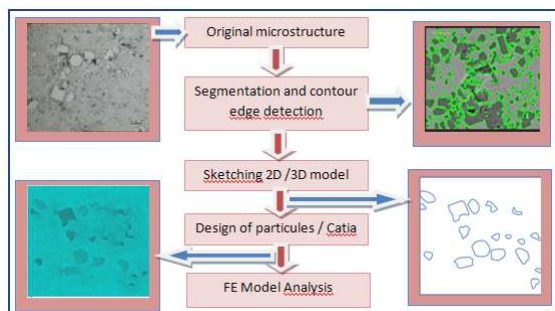 Original microstructure
Segmentation and contour
edge detection
Sketching 2D /3D model
Design of particules / Catia
FE Model Analysis